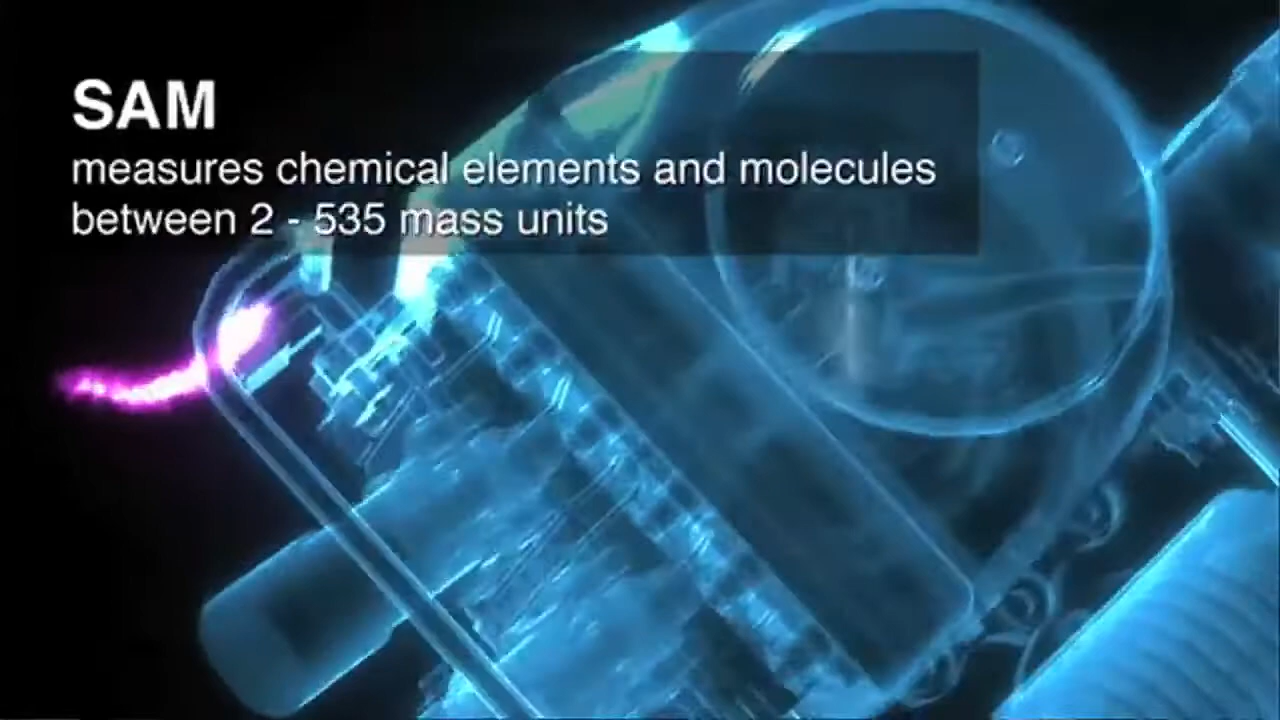 SAM
measures chemical elements and molecules
between 2 - 535 mass units